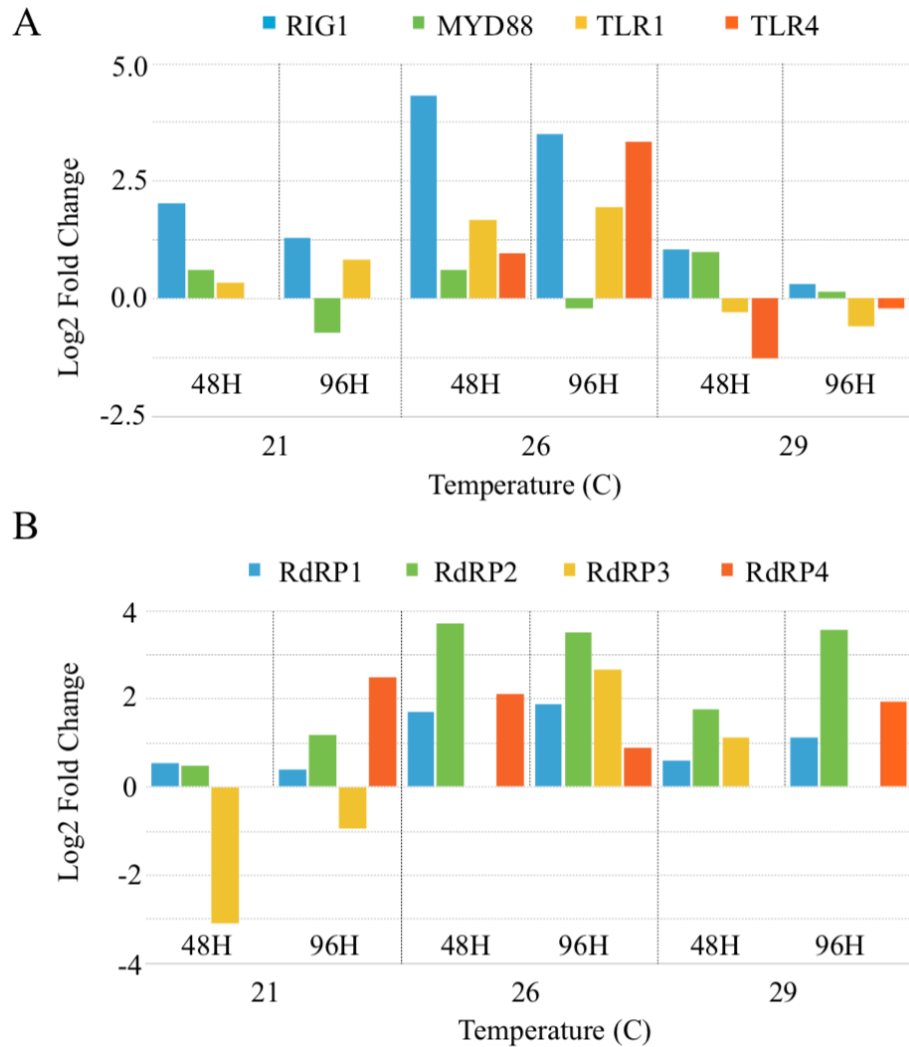 A
RIG1 MYD88 TLR1 TLR4
5.0
2.5
0.0
-2.5
Log2 Fold Change
48H 96H 48H 96H 48H 96H
21 26 29
Temperature (C)
B
RdRP1 RdRP2 RdRP3 RdRP4
4
2
0
-2
-4
Log2 Fold Change
48H 96H 48H 96H 48H 96H
21 26 29
Temperature (C)